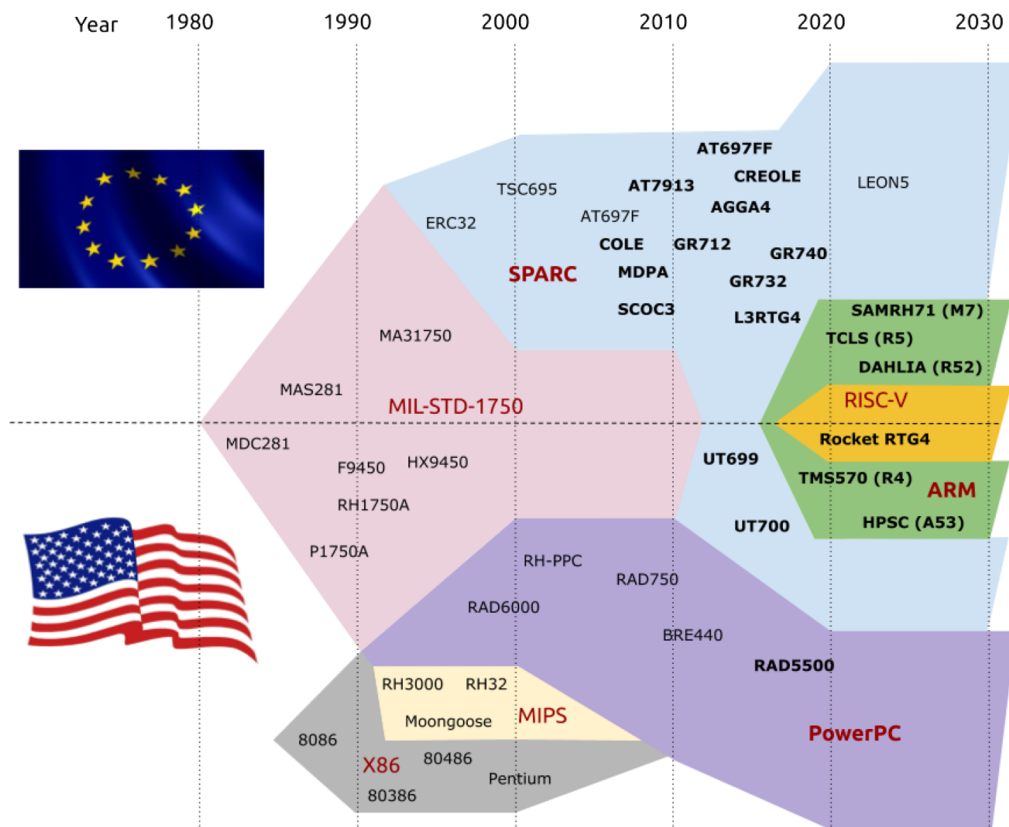 Year 1980 1990 2000 2010 2020 2030
AT697FF
TSC695 AT7913 CREOLE LEON5
ERC32 AT697F AGGA4
COLE GR712 GR740
SPARC MDPA GR732
SCOC3 L3RTG4 SAMRH71 (M7)
MA31750 TCLS (R5)
DAHLIA (R52)
MAS281 MIL-STD-1750 RISC-V
MDC281 Rocket RTG4
F9450 HX9450 UT699
TMS570 (R4) ARM
RH1750A
UT700 HPSC (A53)
P1750A RH-PPC
RAD750
RAD6000
BRE440
RAD5500
RH3000 RH32
Moongoose MIPS
8086 PowerPC
X86 80486
Pentium
80386